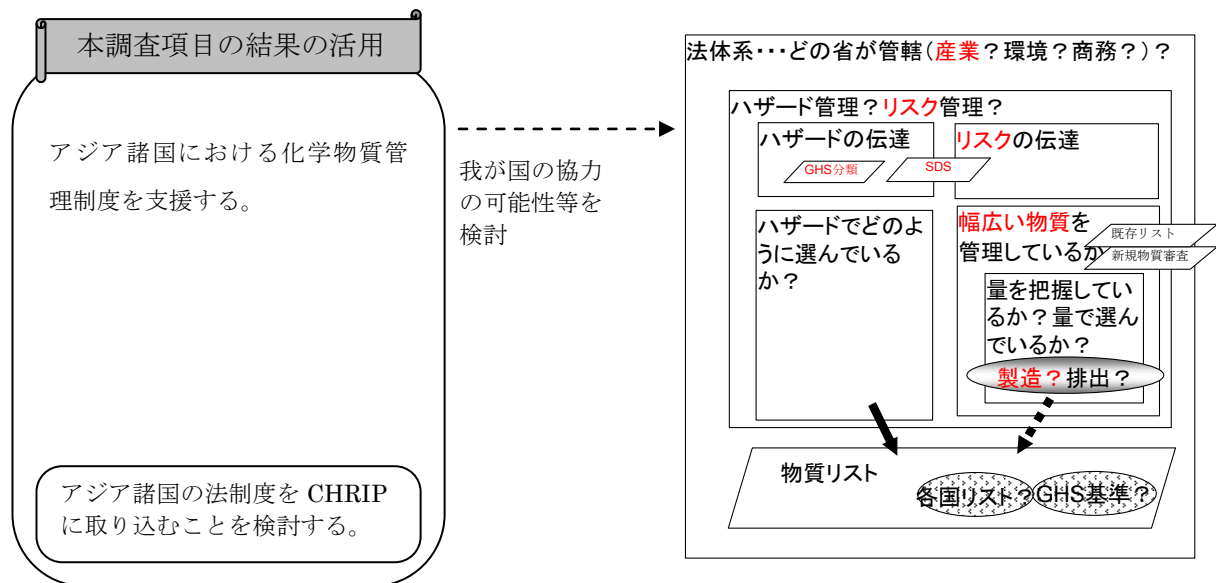 本調査項目の結果の活用
アジア諸国における化学物質管
理制度を支援する。
アジア諸国の法制度を CHRIP
に取り込むことを検討する。
我が国の協力
の可能性等を
検討
法体系・・・どの省が管轄（産業？環境？商務？）？
ハザード管理？リスク管理？
ハザードの伝達
GHS分類
SDS
リスクの伝達
ハザードでどのよ
うに選んでいる
か？
幅広い物質を
管理しているか
既存リスト
新規物質審査
量を把握してい
るか？量で選ん
でいるか？
製造？排出？
物質リスト
各国リスト？
GHS基準？